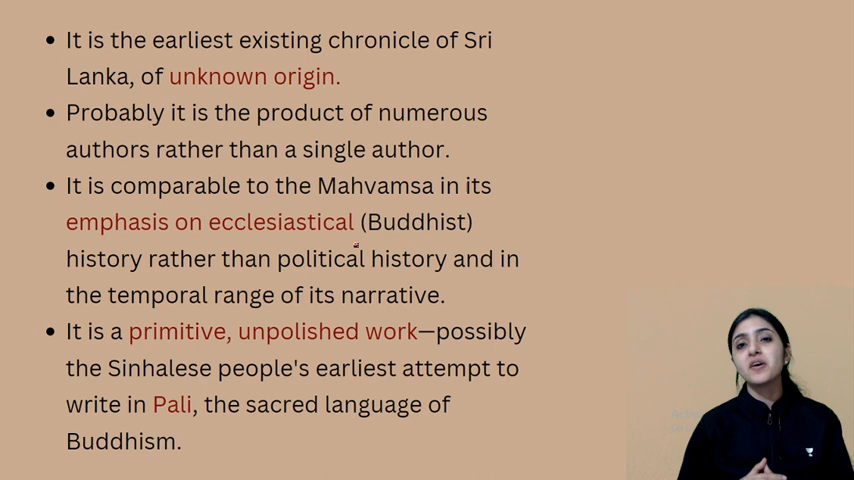 • It is the earliest existing chronicle of Sri
Lanka, of unknown origin.
• Probably it is the product of numerous
authors rather than a single author.
• It is comparable to the Mahvamsa in its
emphasis on ecclesiastical (Buddhist)
history rather than political history and in
the temporal range of its narrative.
• It is a primitive, unpolished work—possibly
the Sinhalese people's earliest attempt to
write in Pali, the sacred language of
Buddhism.